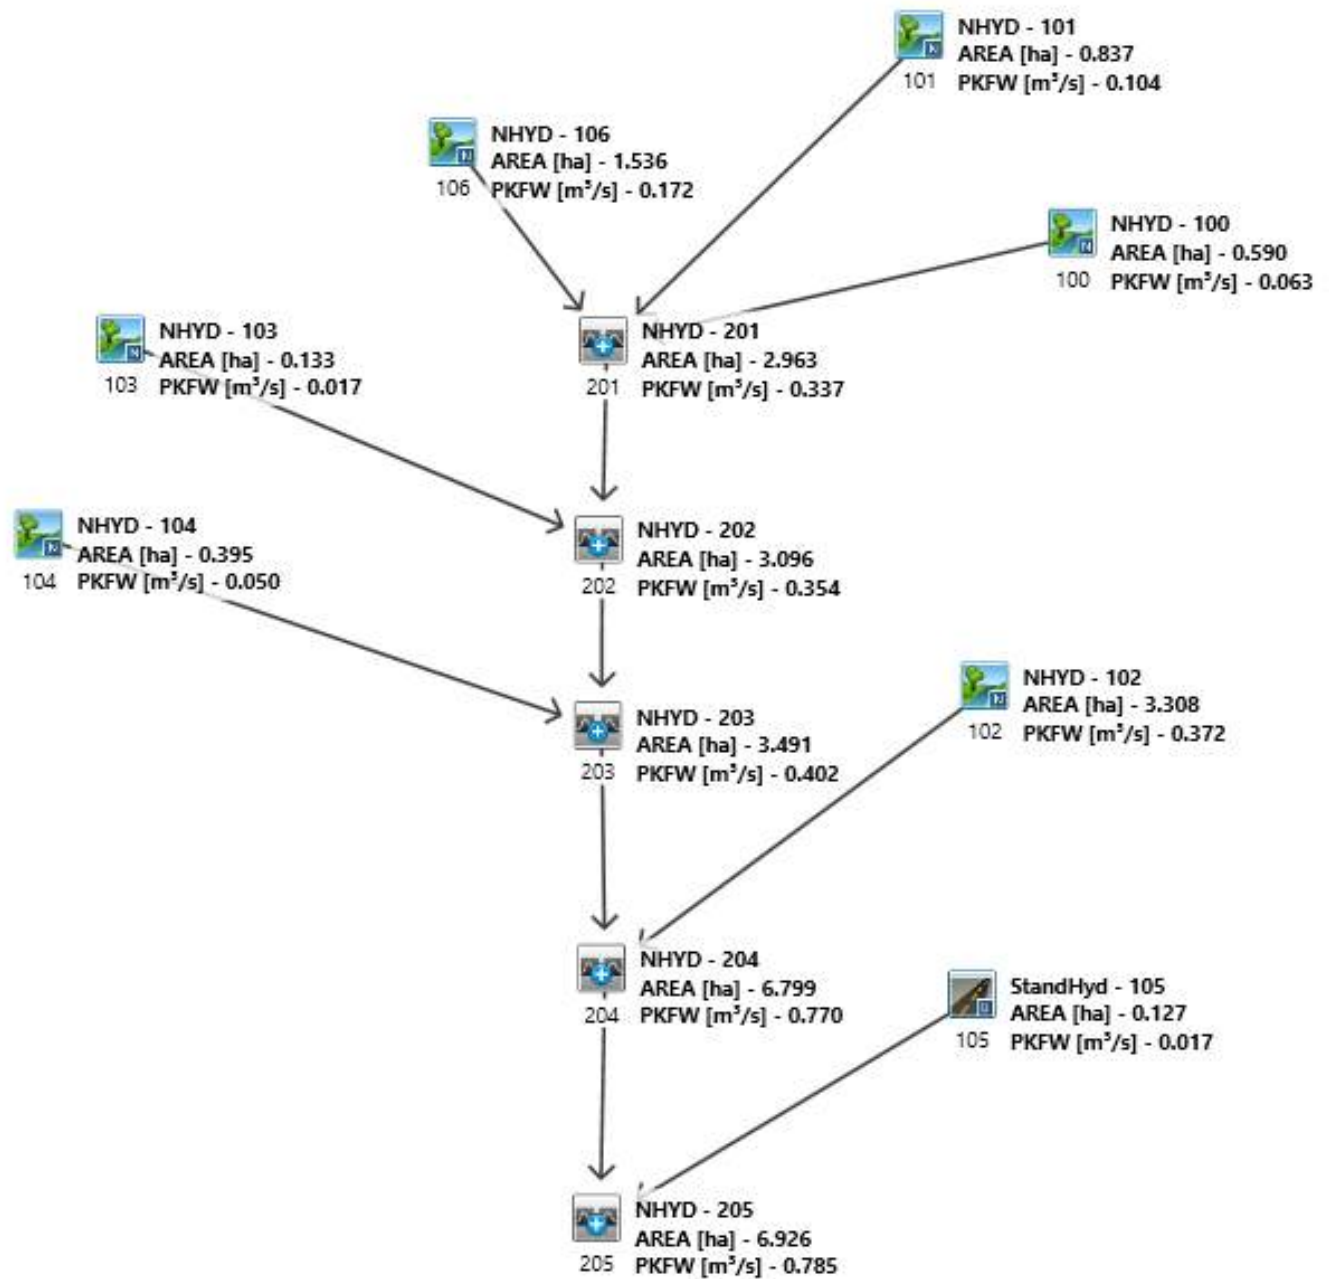 NHYD - 101
AREA [ha] - 0.837
PKFW [m³/s] - 0.104
101
NHYD - 106
AREA [ha] - 1.536
PKFW [m³/s] - 0.172
106
NHYD - 100
AREA [ha] - 0.590
PKFW [m³/s] - 0.063
100
NHYD - 103
AREA [ha] - 0.133
PKFW [m³/s] - 0.017
103
NHYD - 201
AREA [ha] - 2.963
PKFW [m³/s] - 0.337
201
NHYD - 104
AREA [ha] - 0.395
PKFW [m³/s] - 0.050
104
NHYD - 202
AREA [ha] - 3.096
PKFW [m³/s] - 0.354
202
NHYD - 102
AREA [ha] - 3.308
PKFW [m³/s] - 0.372
102
NHYD - 203
AREA [ha] - 3.491
PKFW [m³/s] - 0.402
203
NHYD - 204
AREA [ha] - 6.799
PKFW [m³/s] - 0.770
204
StandHyd - 105
AREA [ha] - 0.127
PKFW [m³/s] - 0.017
105
NHYD - 205
AREA [ha] - 6.926
PKFW [m³/s] - 0.785
205